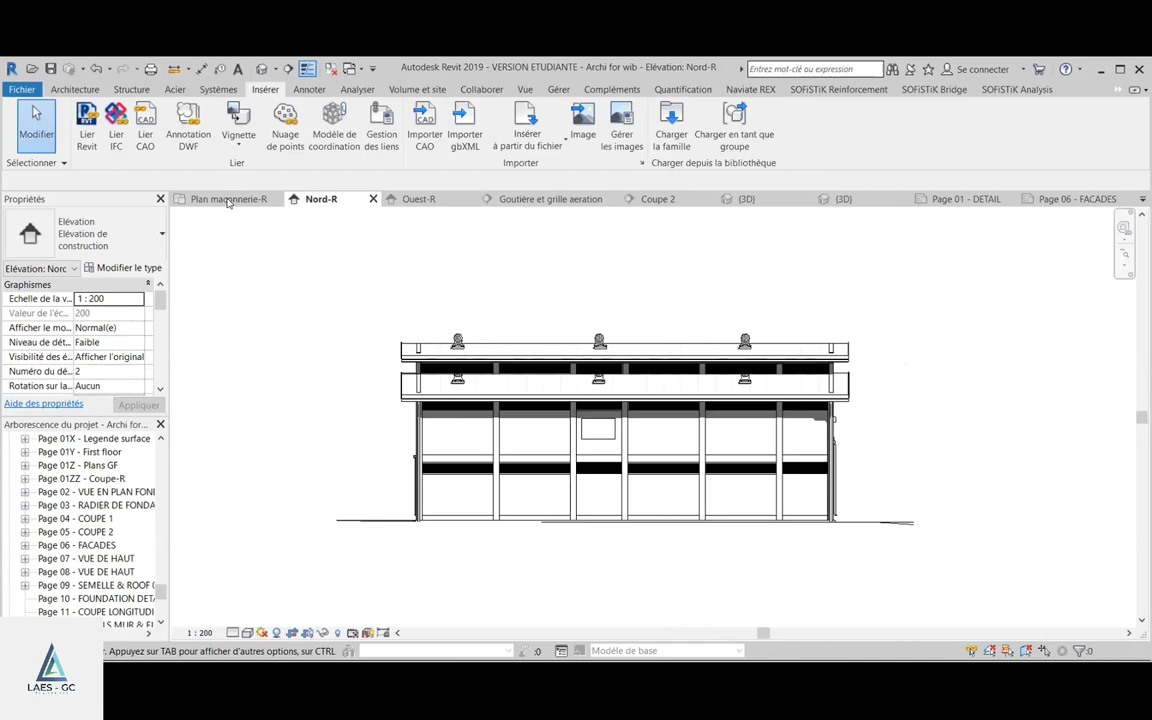 Autodesk Revit 2019 - VERSION ETUDIANTE - Archi for wib - Elévation: Nord-R
Entrez mot-clé ou expression
Se connecter
Fichier Architecture Structure Acier Systèmes Insérer Annoter Analyser Volume et site Collaborer Vue Gérer Compléments Quantification Naviate REX SOFiSTiK Reinforcement SOFiSTiK Bridge SOFiSTiK Analysis
Modifier
Lier Revit
Lier IFC
Lier CAO
Annotation DWF
Vignette
Nuage de points
Modèle de coordination
Gestion des liens
Importer CAO
Importer gbXML
Insérer à partir du fichier
Image
Gérer les images
Charger la famille
Charger en tant que groupe
Sélectionner Lier Importer Charger depuis la bibliothèque
Propriétés
Plan maçonnerie-R Nord-R Ouest-R Goutière et grille aeration Coupe 2 (3D) (3D) Page 01 - DETAIL Page 06 - FACADES
Elévation
Elévation de
construction
Elévation: Norc Modifier le type
Graphismes
Echelle de la v... 1 : 200
Valeur de l'éc... 200
Afficher le mo... Normal(e)
Niveau de dét... Faible
Visibilité des é... Afficher l'original
Numéro du d... 2
Rotation sur la... Aucun
Aide des propriétés Appliquer
Arborescence du projet - Archi for...
Page 01X - Legende surface
Page 01Y - First floor
Page 01Z - Plans GF
Page 01ZZ - Coupe-R
Page 02 - VUE EN PLAN FOND
Page 03 - RADIER DE FONDA
Page 04 - COUPE 1
Page 05 - COUPE 2
Page 06 - FACADES
Page 07 - VUE DE HAUT
Page 08 - VUE DE HAUT
Page 09 - SEMELLE & ROOF
Page 10 - FOUNDATION DETA
Page 11 - COUPE LONGITUDI
1 : 200
. Appuyez sur TAB pour afficher d'autres options, sur CTRL
:0
Modèle de base
:0
LAES - GC